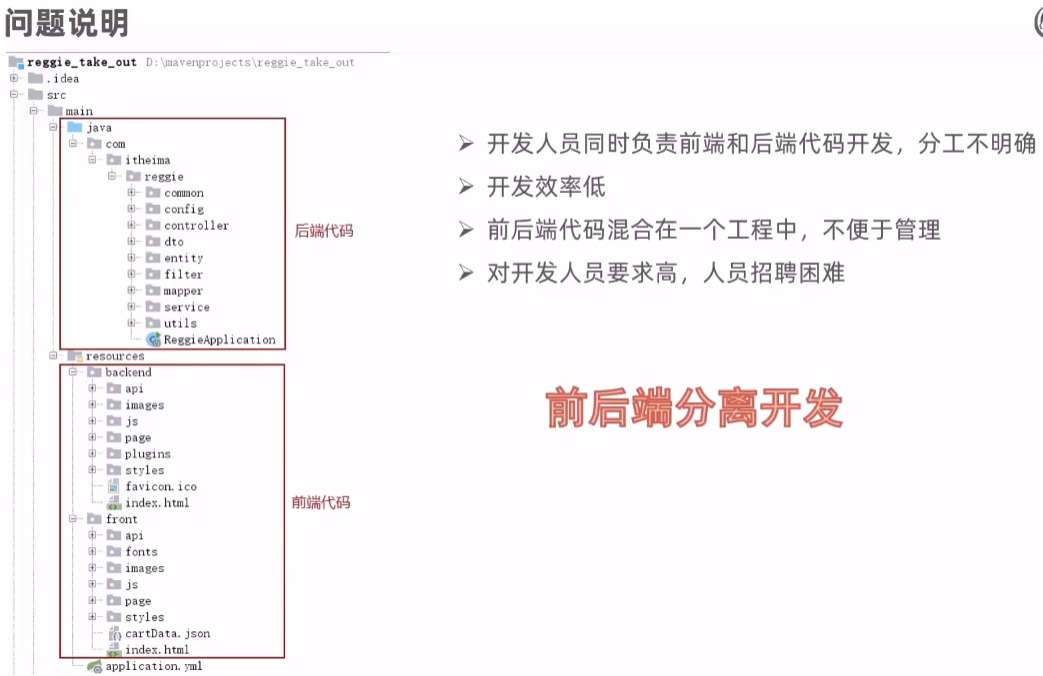 问题说明
reggie_take_out D:\mavenprojects\reggie_take_out
.idea
src
main
java
com
itheima
reggie
common
config
controller
dto
entity
filter
mapper
service
utils
ReggieApplication
后端代码
resources
backend
api
images
js
page
plugins
styles
favicon.ico
index.html
front
api
fonts
images
js
page
styles
cartData.json
index.html
前端代码
application.yml
➢ 开发人员同时负责前端和后端代码开发，分工不明确
➢ 开发效率低
➢ 前后端代码混合在一个工程中，不便于管理
➢ 对开发人员要求高，人员招聘困难
前后端分离开发